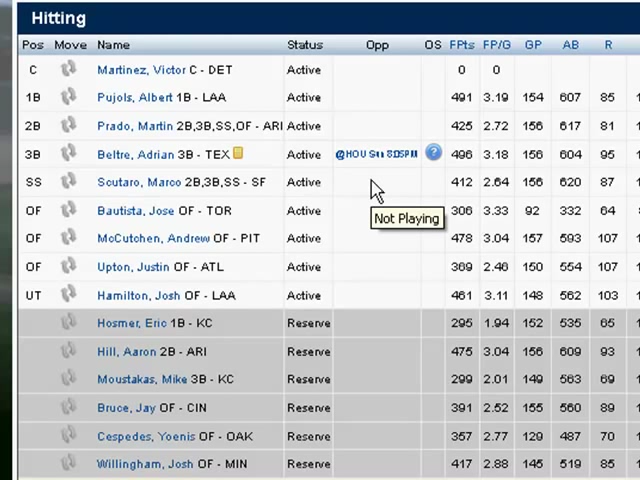 Hitting
Pos Move Name Status Opp OS FPts FP/G GP AB R
C Martinez, Victor C - DET Active 0 0
1B Pujols, Albert 1B - LAA Active 491 3.19 154 607 85
2B Prado, Martin 2B,3B,SS,OF - ARI Active 425 2.72 156 617 81
3B Beltre, Adrian 3B - TEX Active @HOU Sun 8:05PM ? 496 3.18 156 604 95
SS Scutaro, Marco 2B,3B,SS - SF Active 412 2.64 156 620 87
OF Bautista, Jose OF - TOR Active 306 3.33 92 332 64
Not Playing
OF McCutchen, Andrew OF - PIT Active 478 3.04 157 593 107
OF Upton, Justin OF - ATL Active 369 2.46 150 554 107
UT Hamilton, Josh OF - LAA Active 461 3.11 148 562 103
Hosmer, Eric 1B - KC Reserve 295 1.94 152 535 65
Hill, Aaron 2B - ARI Reserve 475 3.04 156 609 93
Moustakas, Mike 3B - KC Reserve 299 2.01 149 563 69
Bruce, Jay OF - CIN Reserve 391 2.52 155 560 89
Cespedes, Yoenis OF - OAK Reserve 357 2.77 129 487 70
Willingham, Josh OF - MIN Reserve 417 2.88 145 519 85